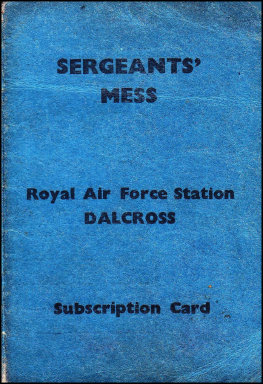 SERGEANTS'
MESS
Royal Air Force Station
DALCROSS
Subscription Card